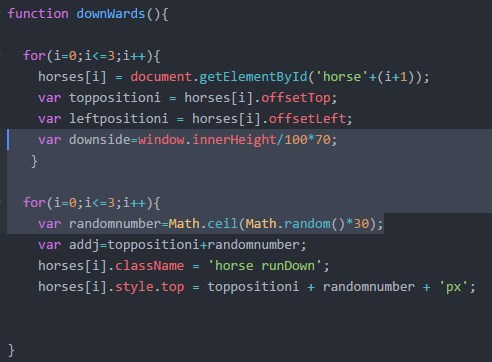 function downWards(){
for(i=0;i<=3;i++){
horses[i] = document.getElementById('horse'+(i+1));
var toppositioni = horses[i].offsetTop;
var leftpositioni = horses[i].offsetLeft;
var downside=window.innerHeight/100*70;
}
for(i=0;i<=3;i++){
var randomnumber=Math.ceil(Math.random()*30);
var addj=toppositioni+randomnumber;
horses[i].className = 'horse runDown';
horses[i].style.top = toppositioni + randomnumber + 'px';
}